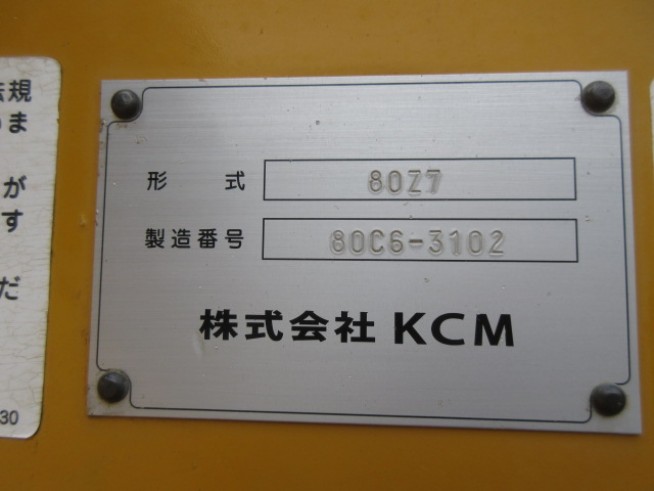 形 式 80Z7
製造番号 80C6-3102
株式会社 KCM
規
ま
が
す
だ
30